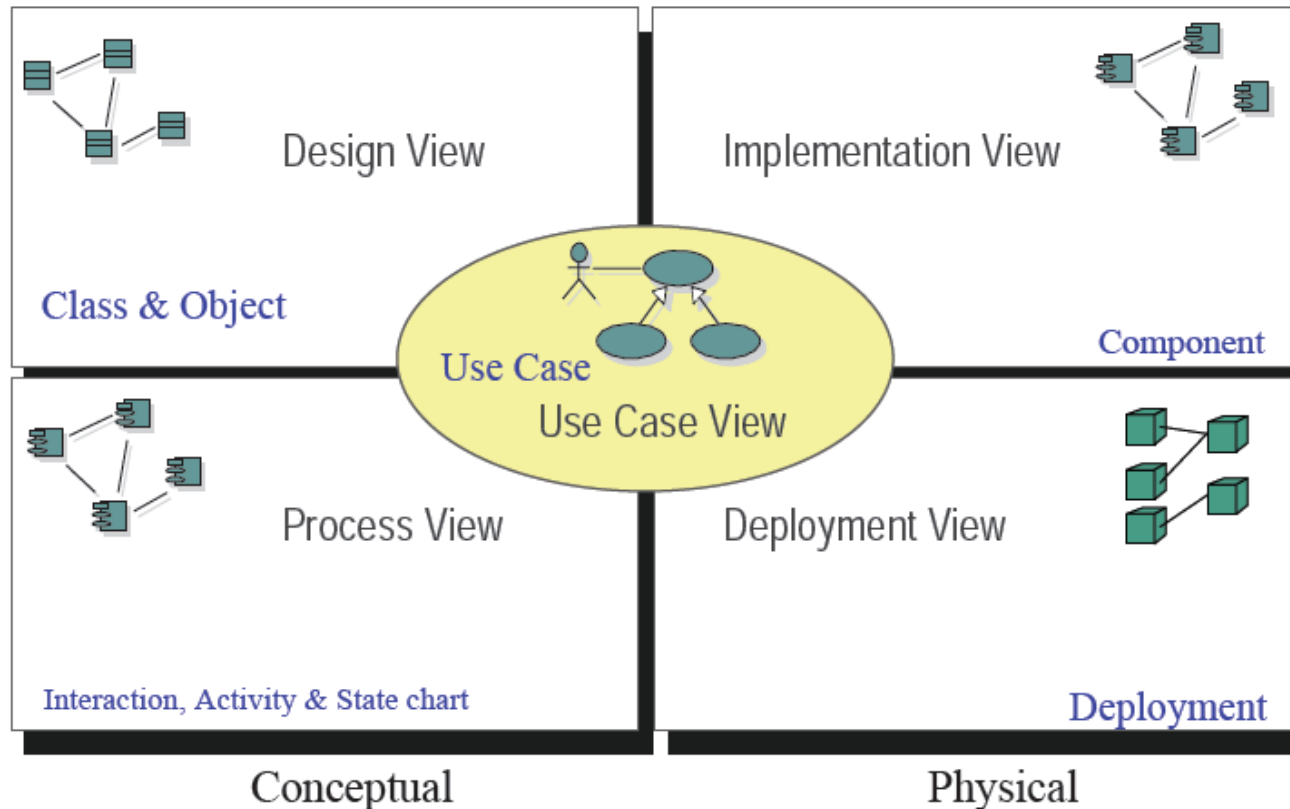 Design View
Implementation View
Class & Object
Component
Use Case
Use Case View
Process View
Deployment View
Interaction, Activity & State chart
Deployment
Conceptual
Physical